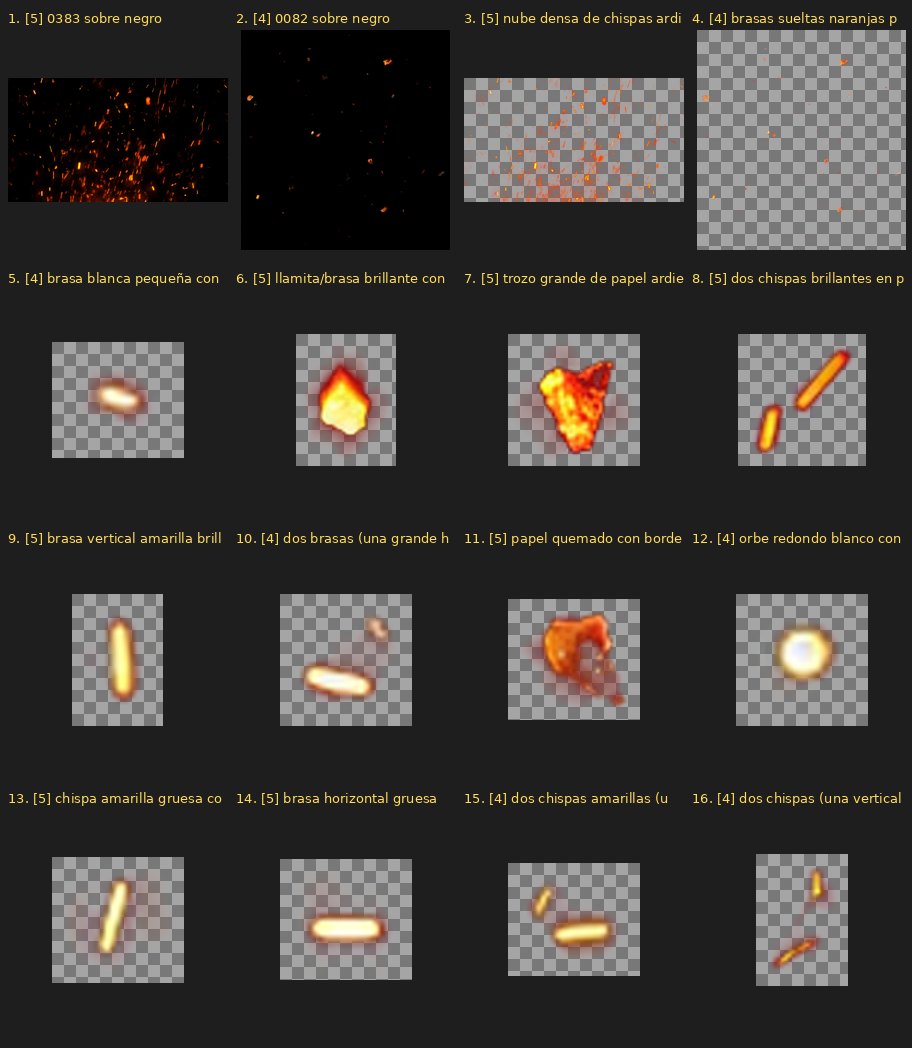 1. [5] 0383 sobre negro
2. [4] 0082 sobre negro
3. [5] nube densa de chispas ardi
4. [4] brasas sueltas naranjas p
5. [4] brasa blanca pequeña con
6. [5] llamita/brasa brillante con
7. [5] trozo grande de papel ardie
8. [5] dos chispas brillantes en p
9. [5] brasa vertical amarilla brill
10. [4] dos brasas (una grande h
11. [5] papel quemado con borde
12. [4] orbe redondo blanco con
13. [5] chispa amarilla gruesa co
14. [5] brasa horizontal gruesa
15. [4] dos chispas amarillas (u
16. [4] dos chispas (una vertical